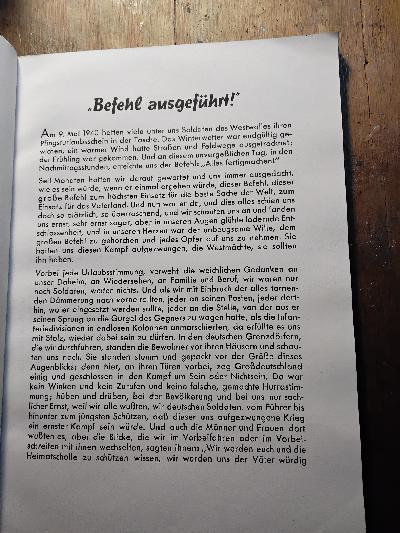 „Befehl ausgeführt!"
Am 9. Mai 1940 hatten viele unter uns Soldaten des Westwalles ihren
Pfingsturlaubsschein in der Tasche. Das Winterwetter war endgültig ge-
wichen, ein warmer Wind hatte Straßen und Feldwege ausgetrocknet;
der Frühling war gekommen. Und an diesem unvergeßlichen Tag, in den
Nachmittagsstunden, erreichte uns der Befehl: „Alles fertigmachen!"
Seit Monaten hatten wir darauf gewartet und uns immer ausgedacht,
wie es sein würde, wenn er einmal ergehen würde, dieser Befehl, dieser
große Befehl zum höchsten Einsatz für die beste Sache der Welt, zum
Einsatz für das Vaterland. Und nun war er da, und dies alles schien uns
doch so plötzlich, so überraschend, und wir schauten uns an und fanden
uns ernst, sehr ernst sogar, aber in unseren Augen glühte lodernde Ent-
schlossenheit, und in unseren Herzen war der unbeugsame Wille, dem
großen Befehl zu gehorchen und jedes Opfer auf uns zu nehmen. Sie
hatten uns diesen Kampf aufgezwungen, die Westmächte, sie sollten
ihn haben.
Vorbei jede Urlaubsstimmung, verweht die weichlichen Gedanken an
unser Daheim, an Wiedersehen, an Familie und Beruf, wir waren nur
noch Soldaten, weiter nichts. Und als wir mit Einbruch der alles tarnen-
den Dämmerung nach vorne rollten, jeder an seinen Posten, jeder dort-
hin, wo er eingesetzt werden sollte, jeder an die Stelle, von der aus er
seinen Sprung an die Gurgel des Gegners zu wagen hatte, als die Infan-
teriedivisionen in endlosen Kolonnen anmarschierten, da erfüllte es uns
mit Stolz, wieder dabei sein zu dürfen. In den deutschen Grenzdörfern,
die wir durchfuhren, standen die Bewohner vor ihren Häusern und schau-
ten uns nach. Sie standen stumm und gepackt vor der Größe dieses
Augenblicks; denn hier, an ihren Türen vorbei, zog Großdeutschland
einig und geschlossen in den Kampf um Sein oder Nichtsein. Da war
kein Winken und kein Zurufen und keine falsche, gemachte Hurrastim-
mung; hüben und drüben, bei der Bevölkerung und bei uns nur sach-
licher Ernst, weil wir alle wußten, wir deutschen Soldaten, vom Führer bis
hinunter zum jüngsten Schützen, daß dieser uns aufgezwungene Krieg
ein ernster Kampf sein würde. Und auch die Männer und Frauen dort
wußten es, aber die Blicke, die wir im Vorbeifahren oder im Vorbei-
schreiten mit ihnen wechselten, sagten ihnen: „Wir werden euch und die
Heimatscholle zu schützen wissen, wir werden uns der Väter würdig